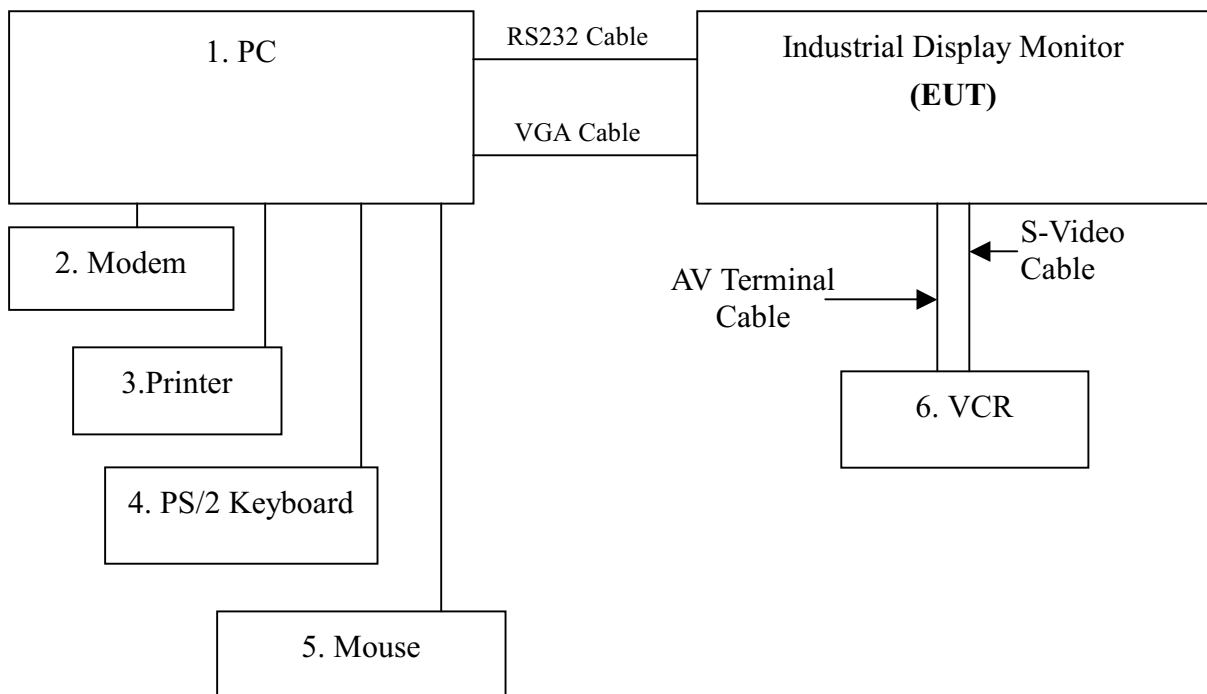 1. PC
RS232 Cable
VGA Cable
Industrial Display Monitor
(EUT)
2. Modem
3.Printer
4. PS/2 Keyboard
5. Mouse
AV Terminal
Cable
S-Video
Cable
6. VCR